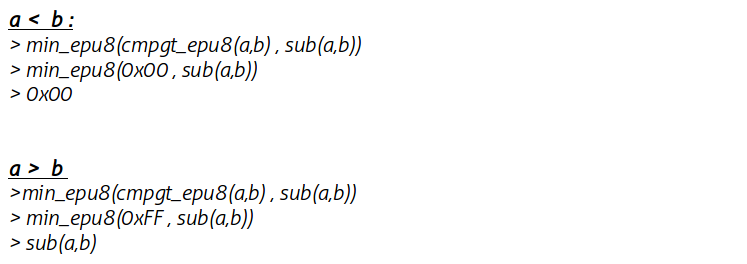 a < b :
> min_epu8(cmpgt_epu8(a,b) , sub(a,b))
> min_epu8(0x00 , sub(a,b))
> 0x00
a > b
>min_epu8(cmpgt_epu8(a,b) , sub(a,b))
> min_epu8(0xFF , sub(a,b))
> sub(a,b)